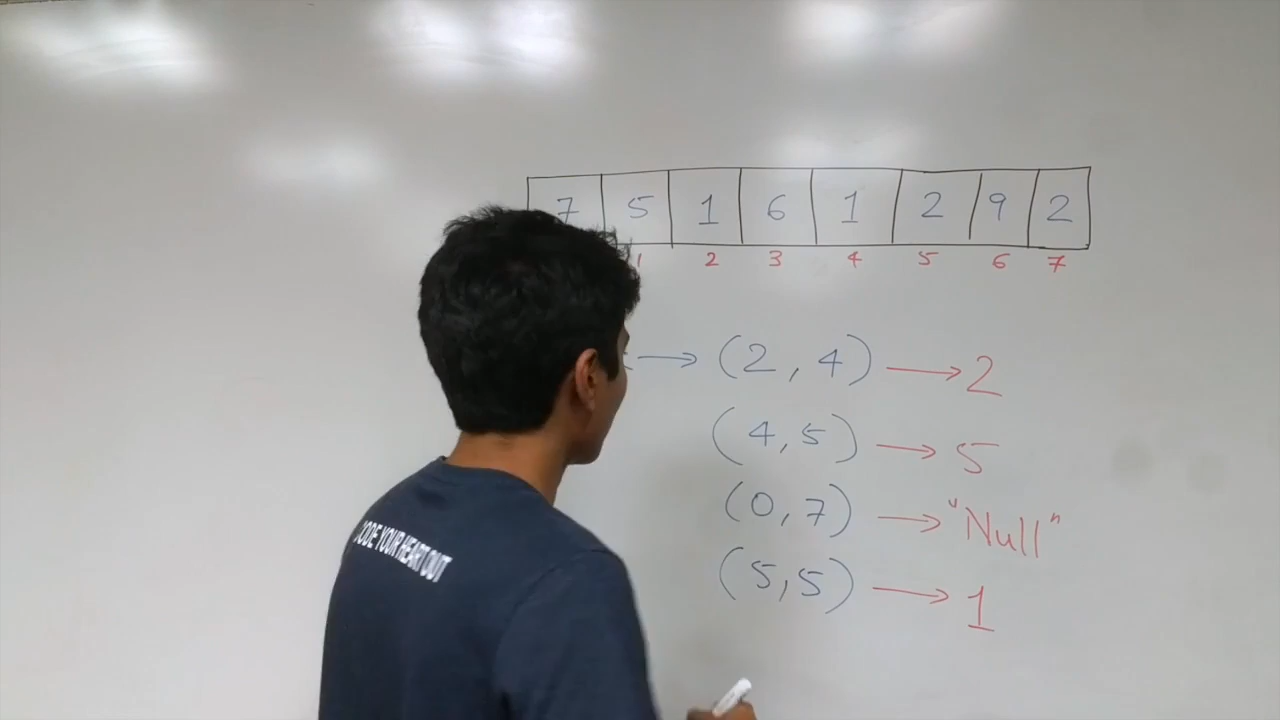 7 5 1 6 1 2 9 2
1 2 3 4 5 6 7
→ (2, 4) → 2
(4, 5) → 5
(0, 7) → "Null"
(5, 5) → 1
CODE YOUR HEART OUT